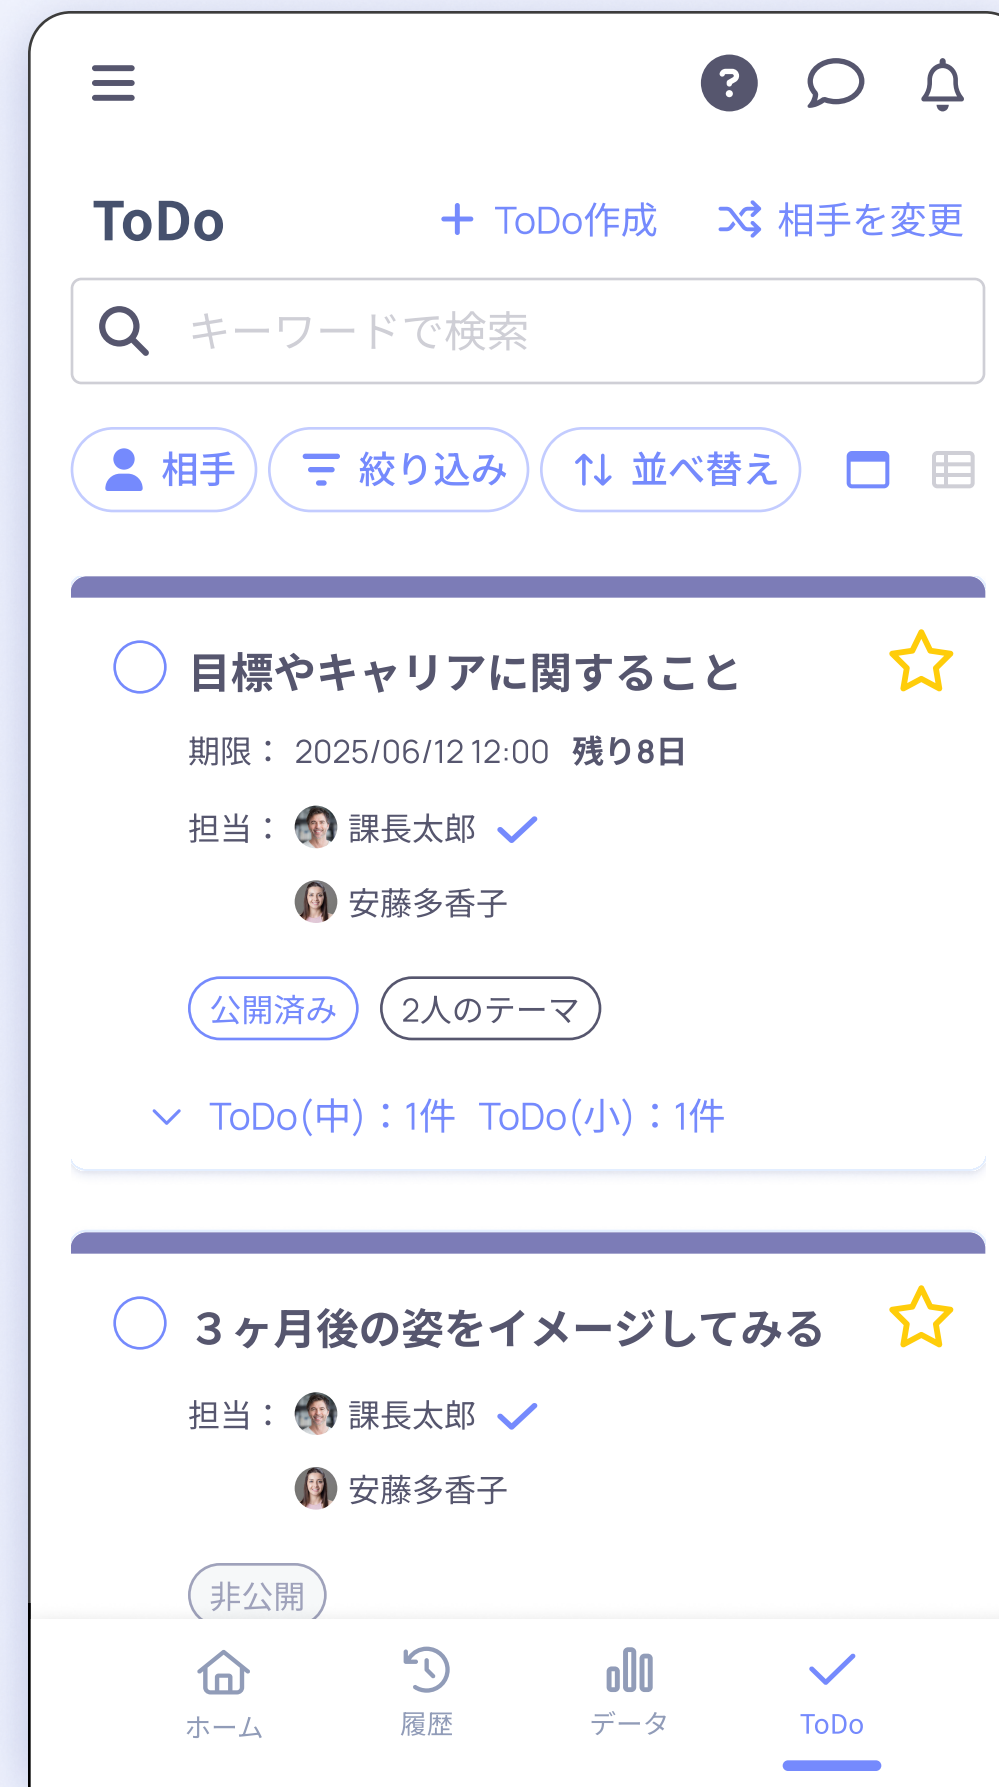 ToDo
ToDo作成
相手を変更
キーワードで検索
相手
絞り込み
並べ替え
目標やキャリアに関すること
期限： 2025/06/12 12:00 残り8日
担当： 課長太郎
安藤多香子
公開済み
2人のテーマ
ToDo(中)：1件 ToDo(小)：1件
３ヶ月後の姿をイメージしてみる
担当： 課長太郎
安藤多香子
非公開
ホーム
履歴
データ
ToDo